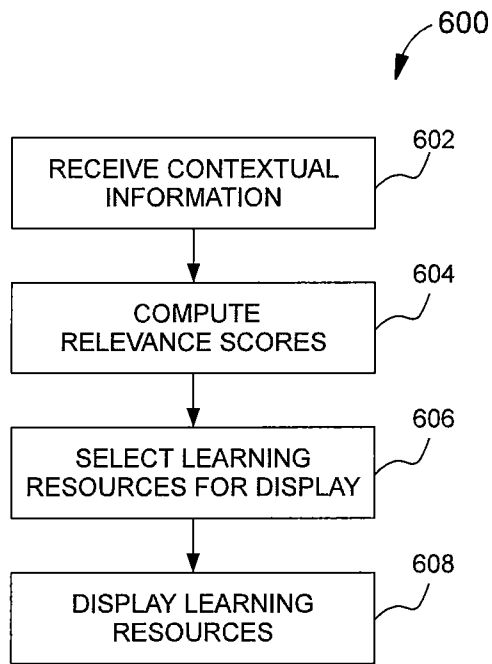 600
602
RECEIVE CONTEXTUAL
INFORMATION
604
COMPUTE
RELEVANCE SCORES
606
SELECT LEARNING
RESOURCES FOR DISPLAY
608
DISPLAY LEARNING
RESOURCES